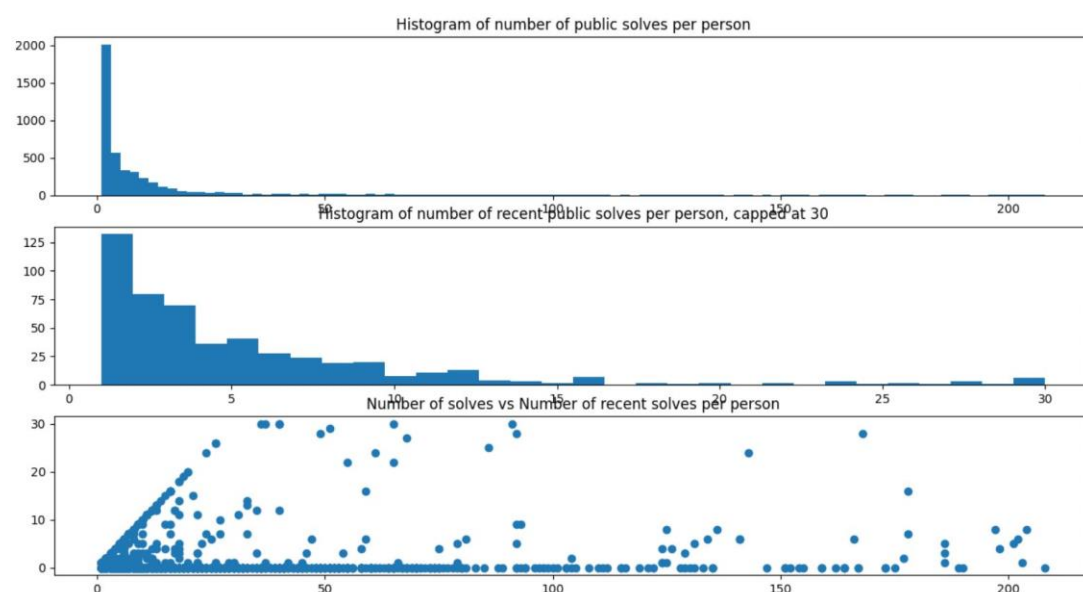 Histogram of number of public solves per person
2000
1500
1000
500
0
0 50 100 150 200
Histogram of number of recent public solves per person, capped at 30
125
100
75
50
25
0
0 5 10 15 20 25 30
Number of solves vs Number of recent solves per person
30
20
10
0
0 50 100 150 200